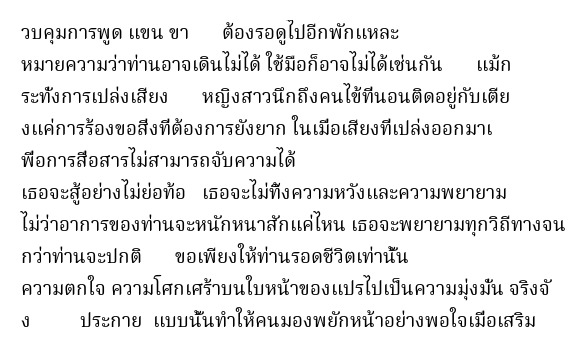 วบคุมการพูด แขน ขา ต้องรอดูไปอีกพักแหละ
หมายความว่าท่านอาจเดินไม่ได้ ใช้มือก็อาจไม่ได้เช่นกัน แม้ก
ระทั่งการเปล่งเสียง หญิงสาวนึกถึงคนไข้ที่นอนติดอยู่กับเตีย
งแค่การร้องขอสิ่งที่ต้องการยังยาก ในเมื่อเสียงที่เปล่งออกมาเ
พื่อการสื่อสารไม่สามารถจับความได้
เธอจะสู้อย่างไม่ย่อท้อ เธอจะไม่ทิ้งความหวังและความพยายาม
ไม่ว่าอาการของท่านจะหนักหนาสักแค่ไหน เธอจะพยายามทุกวิถีทางจน
กว่าท่านจะปกติ ขอเพียงให้ท่านรอดชีวิตเท่านั้น
ความตกใจ ความโศกเศร้าบนใบหน้าของแปรไปเป็นความมุ่งมั่น จริงจั
ง ประกาย แบบนั้นทำให้คนมองพยักหน้าอย่างพอใจเมื่อเสริม